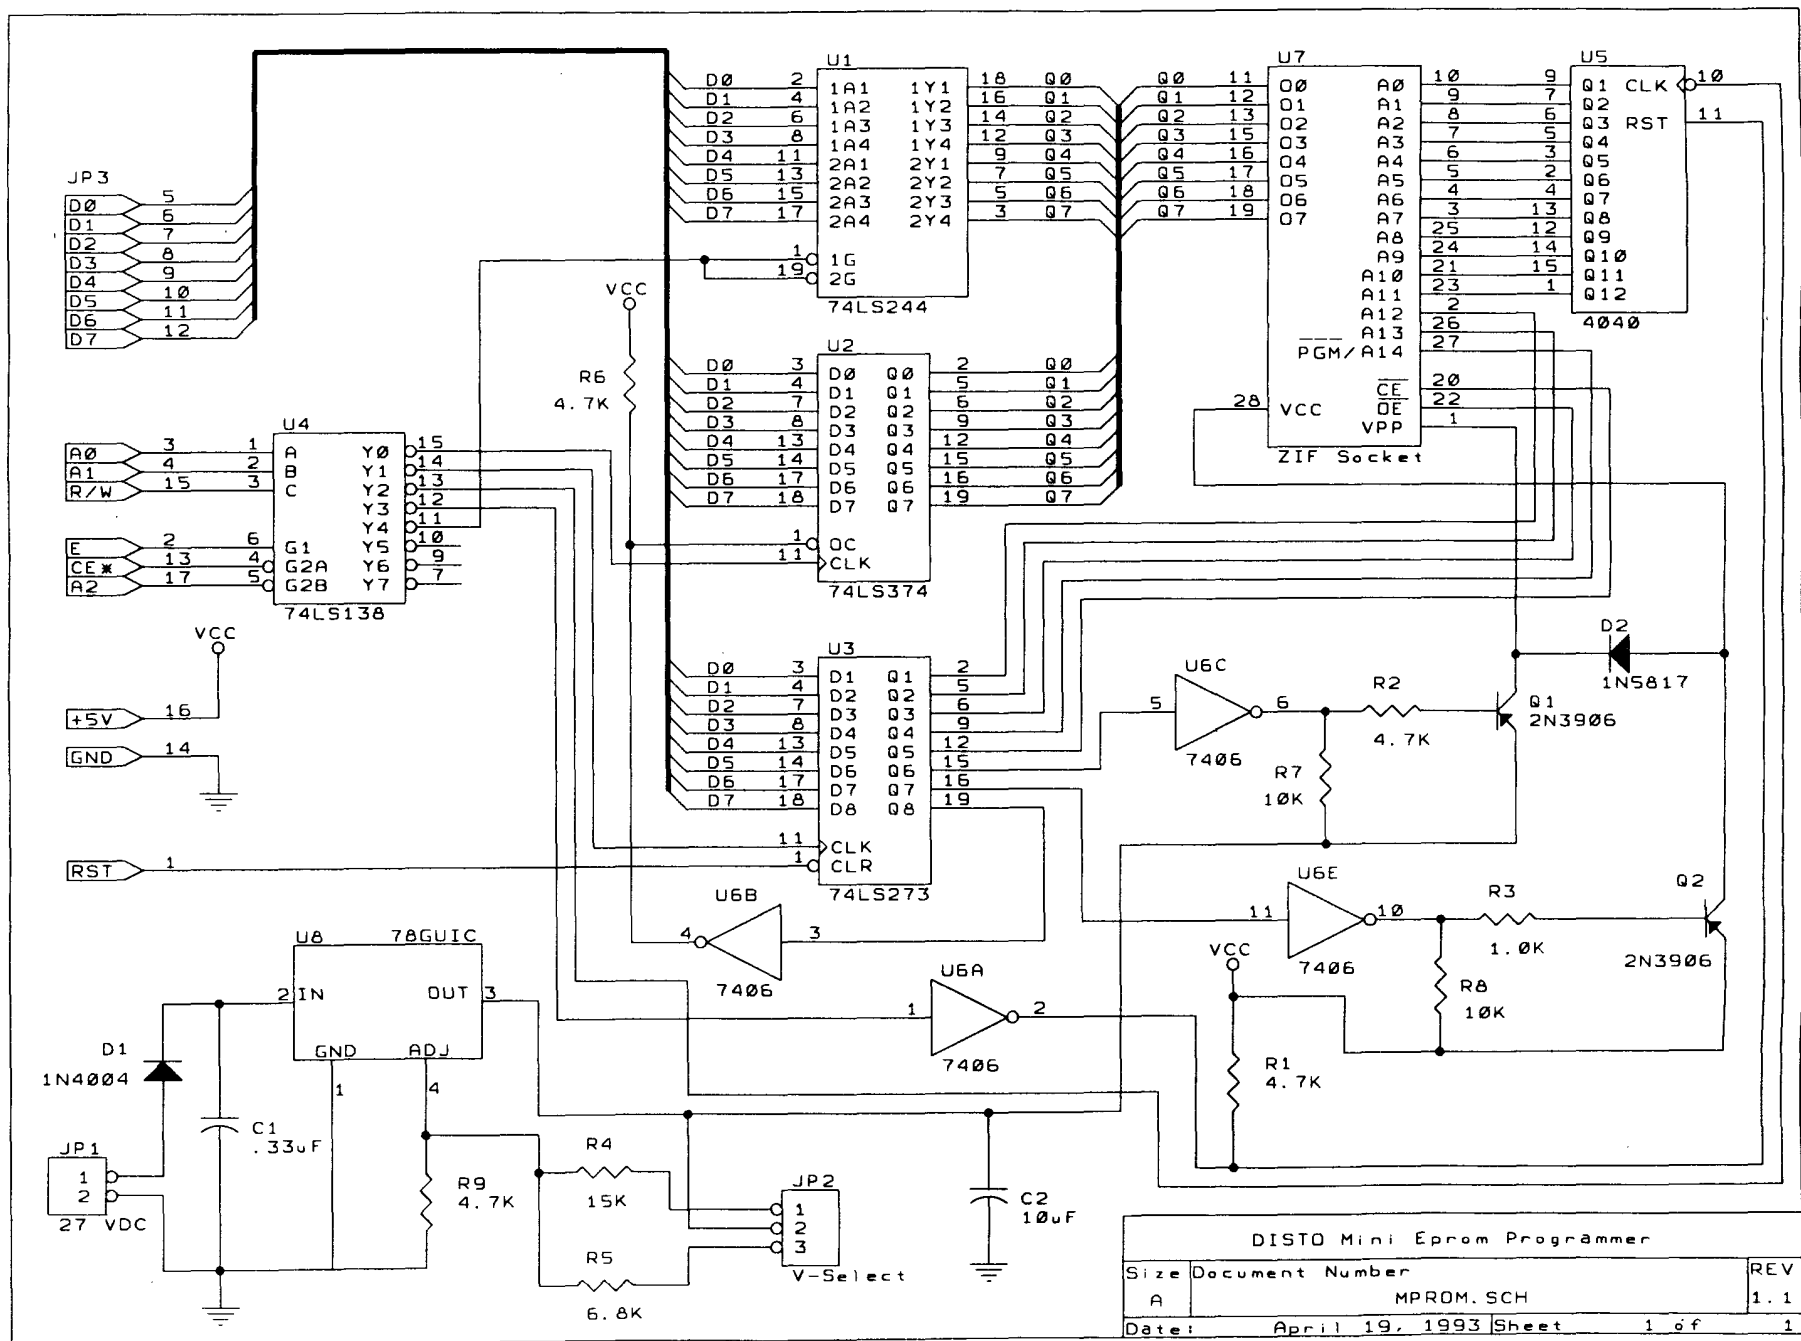 JP3
D0 5
D1 6
D2 7
D3 8
D4 9
D5 10
D6 11
D7 12
A0 3
A1 4
R/W 15
E 2
CE* 13
A2 17
VCC
+5V 16
GND 14
RST 1
U4
1 A Y0 15
2 B Y1 14
3 C Y2 13
Y3 12
Y4 11
6 G1 Y5 10
4 G2A Y6 9
5 G2B Y7 7
74LS138
VCC
R6
4.7K
U1
D0 2 1A1 1Y1 18 Q0
D1 4 1A2 1Y2 16 Q1
D2 6 1A3 1Y3 14 Q2
D3 8 1A4 1Y4 12 Q3
D4 11 2A1 2Y1 9 Q4
D5 13 2A2 2Y2 7 Q5
D6 15 2A3 2Y3 5 Q6
D7 17 2A4 2Y4 3 Q7
1 1G
19 2G
74LS244
U2
D0 3 D0 Q0 2 Q0
D1 4 D1 Q1 5 Q1
D2 7 D2 Q2 6 Q2
D3 8 D3 Q3 9 Q3
D4 13 D4 Q4 12 Q4
D5 14 D5 Q5 15 Q5
D6 17 D6 Q6 16 Q6
D7 18 D7 Q7 19 Q7
1 OC
11 CLK
74LS374
U3
D0 3 D1 Q1 2
D1 4 D2 Q2 5
D2 7 D3 Q3 6
D3 8 D4 Q4 9
D4 13 D5 Q5 12
D5 14 D6 Q6 15
D6 17 D7 Q7 16
D7 18 D8 Q8 19
11 CLK
1 CLR
74LS273
U7
Q0 11 O0 A0 10
Q1 12 O1 A1 9
Q2 13 O2 A2 8
Q3 15 O3 A3 7
Q4 16 O4 A4 6
Q5 17 O5 A5 5
Q6 18 O6 A6 4
Q7 19 O7 A7 3
A8 25
A9 24
A10 21
A11 23
A12 2
A13 26
PGM/A14 27
CE 20
28 VCC OE 22
VPP 1
ZIF Socket
U5
9 Q1 CLK 10
7 Q2
6 Q3 RST 11
5 Q4
3 Q5
2 Q6
4 Q7
13 Q8
12 Q9
14 Q10
15 Q11
1 Q12
4040
U6C
5 6
7406
R2
4.7K
R7
10K
Q1
2N3906
D2
1N5817
U6E
11 10
7406
R3
1.0K
R8
10K
Q2
2N3906
VCC
R1
4.7K
U6B
4 3
7406
U6A
1 2
7406
U8 78GUIC
2 IN OUT 3
GND ADJ
1 4
D1
1N4004
C1
.33uF
JP1
1
2
27 VDC
R9
4.7K
R4
15K
R5
6.8K
JP2
1
2
3
V-Select
C2
10uF
DISTO Mini Eprom Programmer
Size Document Number REV
A MPROM.SCH 1.1
Date: April 19, 1993 Sheet 1 of 1